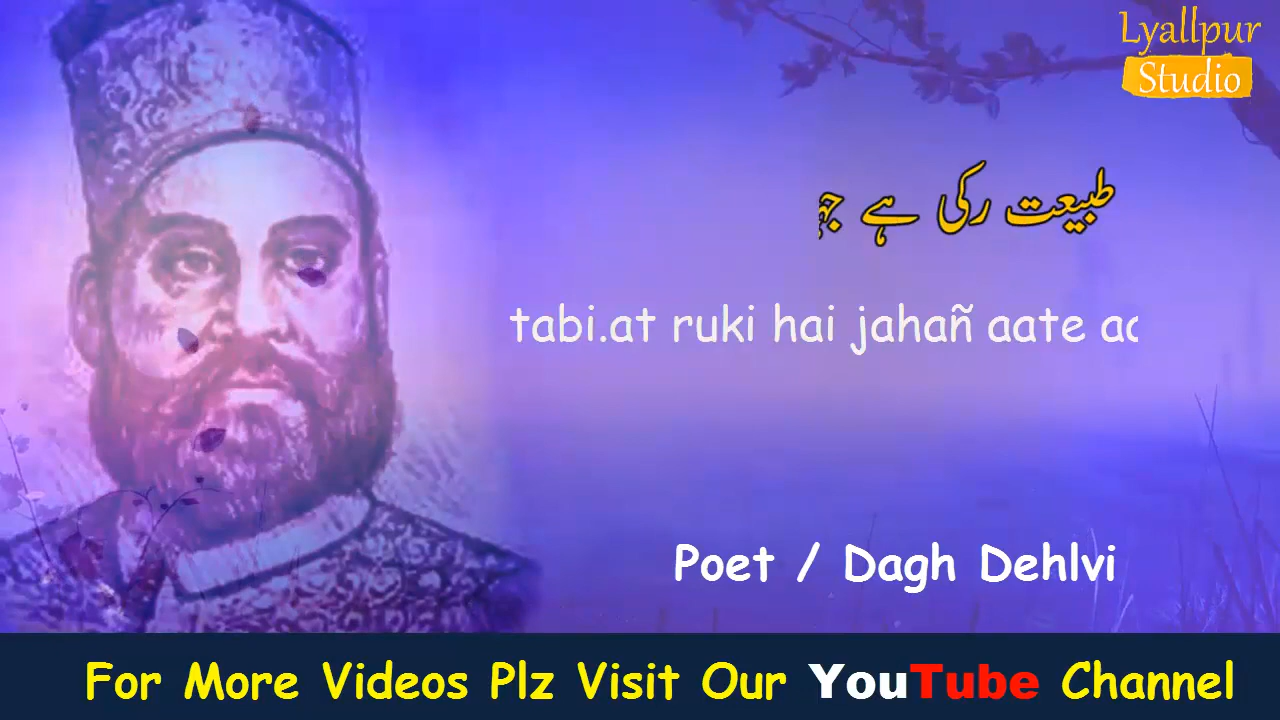 Lyallpur
Studio
طبیعت رکی ہے
tabi.at ruki hai jahañ aate
Poet / Dagh Dehlvi
For More Videos Plz Visit Our YouTube Channel